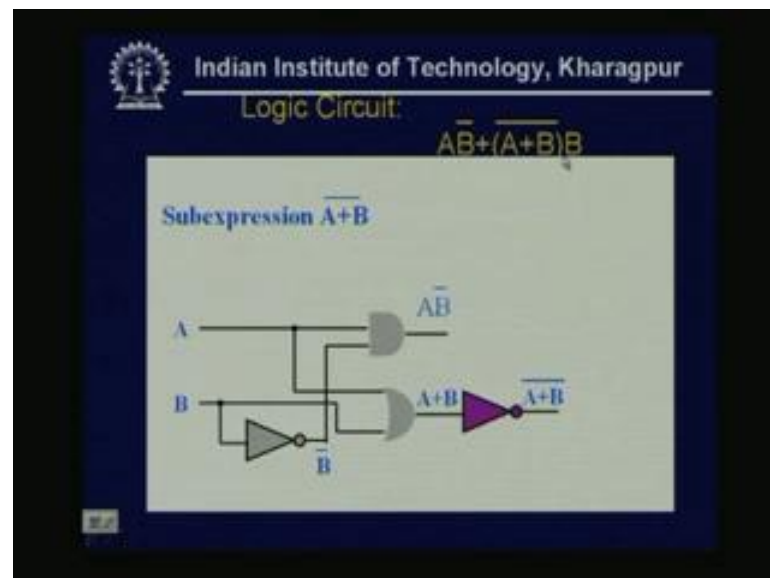 Indian Institute of Technology, Kharagpur
Logic Circuit:
AB̅+(A̅+̅B̅)B
Subexpression A̅+̅B̅
AB̅
A
B
A+B
A̅+̅B̅
B̅